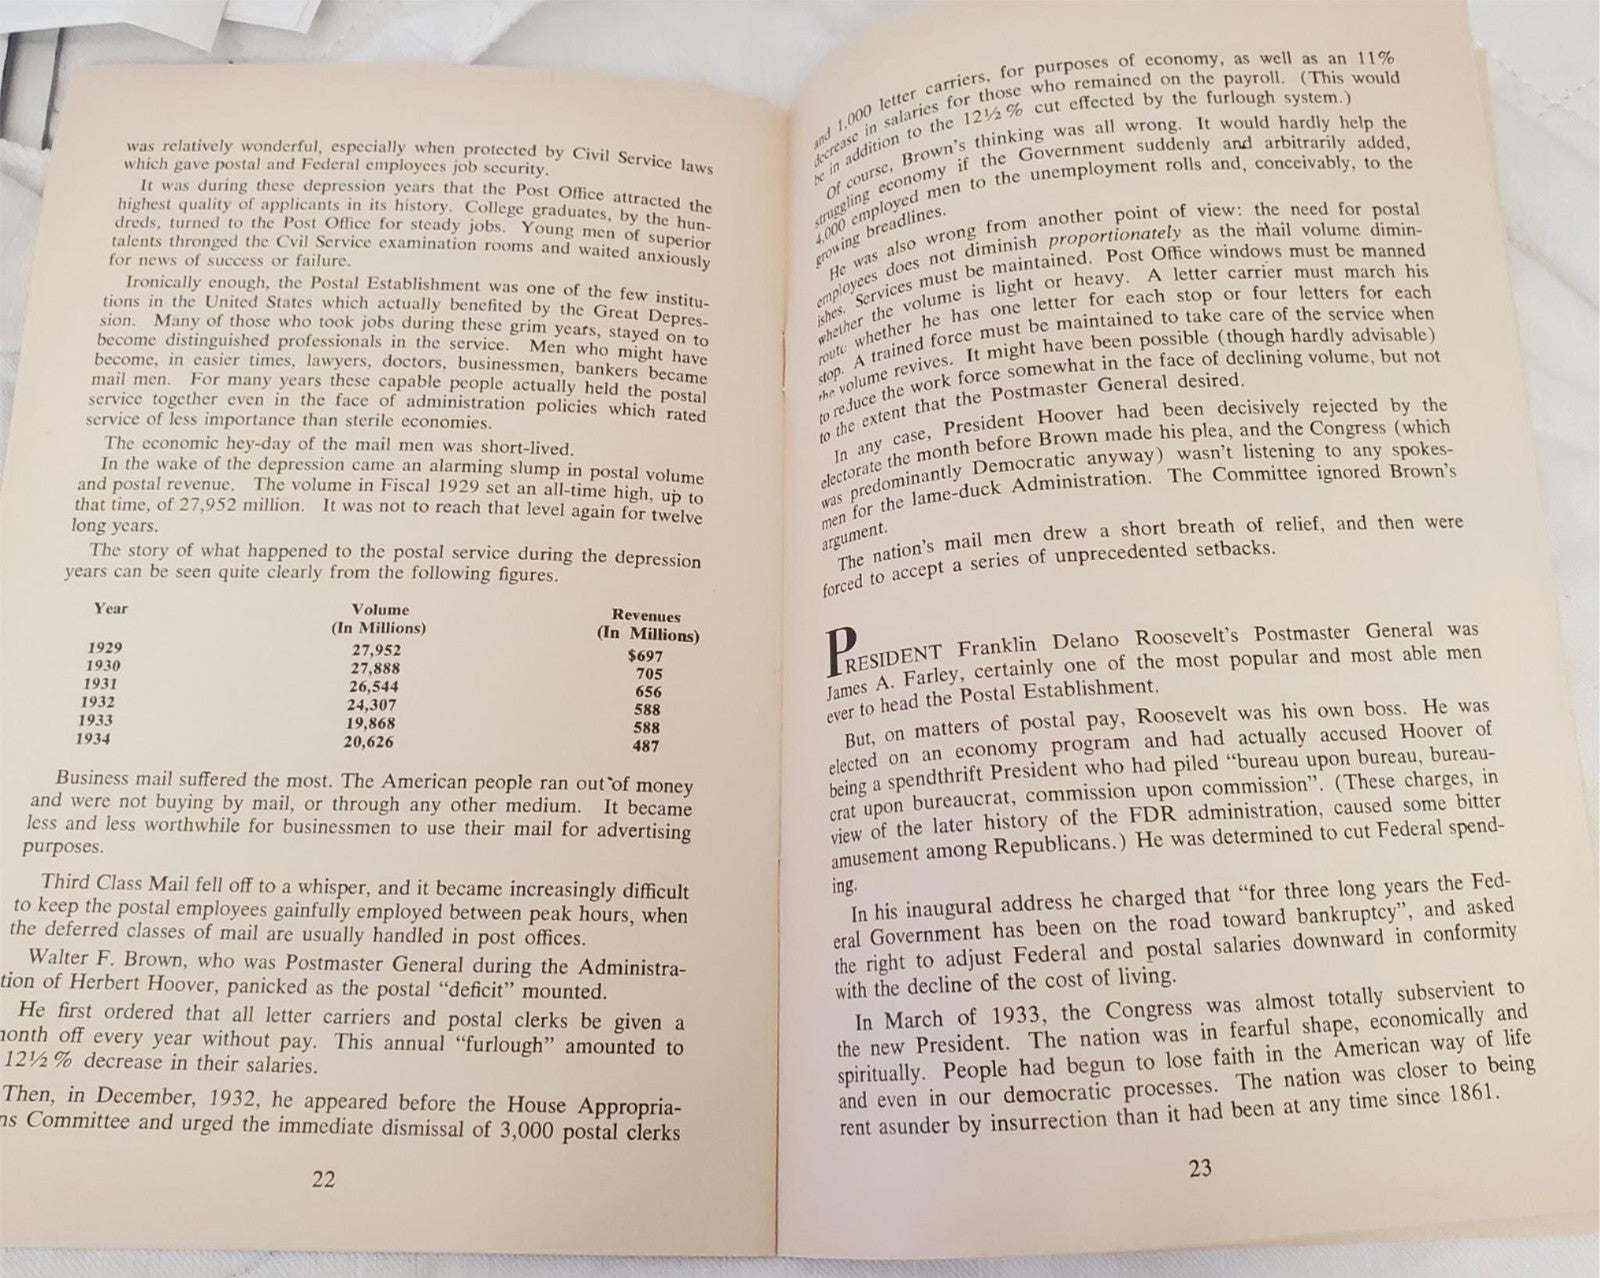 was relatively wonderful, especially when protected by Civil Service laws
which gave postal and Federal employees job security.
It was during these depression years that the Post Office attracted the
highest quality of applicants in its history. College graduates, by the hun-
dreds, turned to the Post Office for steady jobs. Young men of superior
talents thronged the Cvil Service examination rooms and waited anxiously
for news of success or failure.
Ironically enough, the Postal Establishment was one of the few institu-
tions in the United States which actually benefited by the Great Depres-
sion. Many of those who took jobs during these grim years, stayed on to
become distinguished professionals in the service. Men who might have
become, in easier times, lawyers, doctors, businessmen, bankers became
mail men. For many years these capable people actually held the postal
service together even in the face of administration policies which rated
service of less importance than sterile economies.
The economic hey-day of the mail men was short-lived.
In the wake of the depression came an alarming slump in postal volume
and postal revenue. The volume in Fiscal 1929 set an all-time high, up to
that time, of 27,952 million. It was not to reach that level again for twelve
long years.
The story of what happened to the postal service during the depression
years can be seen quite clearly from the following figures.
Year Volume Revenues
(In Millions) (In Millions)
1929 27,952 $697
1930 27,888 705
1931 26,544 656
1932 24,307 588
1933 19,868 588
1934 20,626 487
Business mail suffered the most. The American people ran out of money
and were not buying by mail, or through any other medium. It became
less and less worthwhile for businessmen to use their mail for advertising
purposes.
Third Class Mail fell off to a whisper, and it became increasingly difficult
to keep the postal employees gainfully employed between peak hours, when
the deferred classes of mail are usually handled in post offices.
Walter F. Brown, who was Postmaster General during the Administra-
tion of Herbert Hoover, panicked as the postal "deficit" mounted.
He first ordered that all letter carriers and postal clerks be given a
onth off every year without pay. This annual "furlough" amounted to
12½% decrease in their salaries.
Then, in December, 1932, he appeared before the House Appropria-
ns Committee and urged the immediate dismissal of 3,000 postal clerks
22
and 1,000 letter carriers, for purposes of economy, as well as an 11%
decrease in salaries for those who remained on the payroll. (This would
be in addition to the 12½% cut effected by the furlough system.)
Of course, Brown's thinking was all wrong. It would hardly help the
struggling economy if the Government suddenly and arbitrarily added,
4,000 employed men to the unemployment rolls and, conceivably, to the
growing breadlines.
He was also wrong from another point of view: the need for postal
employees does not diminish proportionately as the mail volume dimin-
ishes. Services must be maintained. Post Office windows must be manned
whether the volume is light or heavy. A letter carrier must march his
route whether he has one letter for each stop or four letters for each
stop. A trained force must be maintained to take care of the service when
the volume revives. It might have been possible (though hardly advisable)
to reduce the work force somewhat in the face of declining volume, but not
to the extent that the Postmaster General desired.
In any case, President Hoover had been decisively rejected by the
electorate the month before Brown made his plea, and the Congress (which
was predominantly Democratic anyway) wasn't listening to any spokes-
men for the lame-duck Administration. The Committee ignored Brown's
argument.
The nation's mail men drew a short breath of relief, and then were
forced to accept a series of unprecedented setbacks.
PRESIDENT Franklin Delano Roosevelt's Postmaster General was
James A. Farley, certainly one of the most popular and most able men
ever to head the Postal Establishment.
But, on matters of postal pay, Roosevelt was his own boss. He was
elected on an economy program and had actually accused Hoover of
being a spendthrift President who had piled "bureau upon bureau, bureau-
crat upon bureaucrat, commission upon commission". (These charges, in
view of the later history of the FDR administration, caused some bitter
amusement among Republicans.) He was determined to cut Federal spend-
ing.
In his inaugural address he charged that "for three long years the Fed-
eral Government has been on the road toward bankruptcy", and asked
the right to adjust Federal and postal salaries downward in conformity
with the decline of the cost of living.
In March of 1933, the Congress was almost totally subservient to
the new President. The nation was in fearful shape, economically and
spiritually. People had begun to lose faith in the American way of life
and even in our democratic processes. The nation was closer to being
rent asunder by insurrection than it had been at any time since 1861.
23